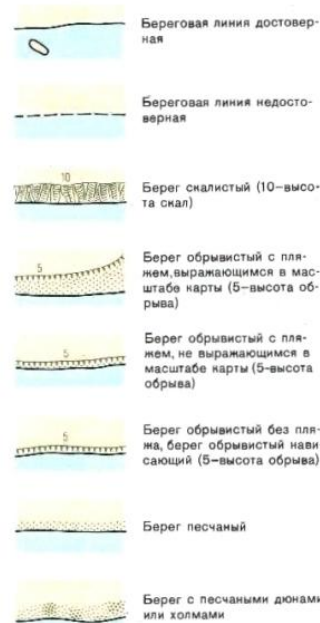 Береговая линия достовер-
ная
Береговая линия недосто-
верная
10
Берег скалистый (10–высо-
та скал)
5
Берег обрывистый с пля-
жем,выражающимся в мас-
штабе карты (5–высота об-
рыва)
5
Берег обрывистый с пля-
жем, не выражающимся в
масштабе карты (5-высота
обрыва)
5
Берег обрывистый без пля-
жа, берег обрывистый нави
сающий (5–высота обрыва)
Берег песчаный
Берег с песчаными дюнами
или холмами